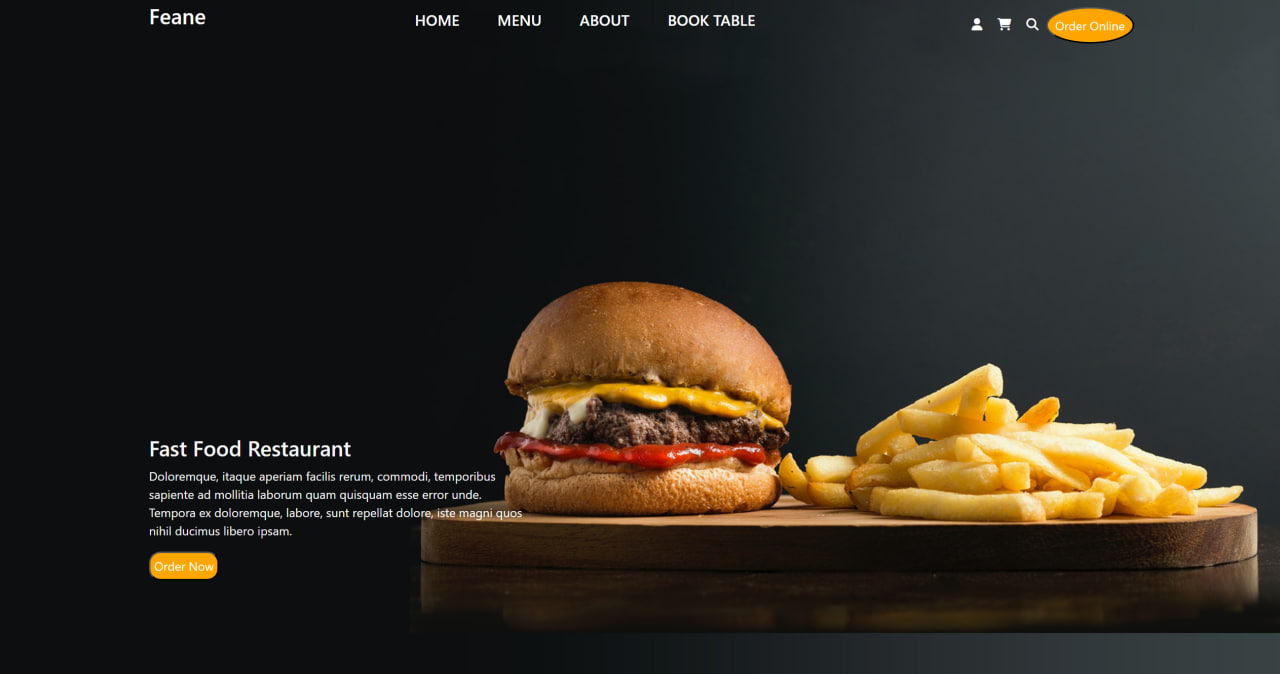 Feane
HOME MENU ABOUT BOOK TABLE
Order Online
Fast Food Restaurant
Doloremque, itaque aperiam facilis rerum, commodi, temporibus
sapiente ad mollitia laborum quam quisquam esse error unde.
Tempora ex doloremque, labore, sunt repellat dolore, iste magni quos
nihil ducimus libero ipsam.
Order Now